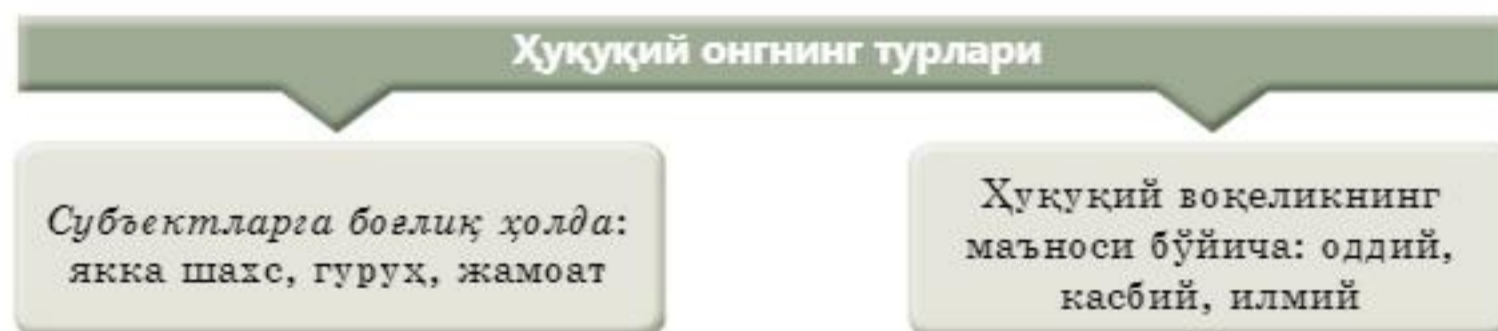 Ҳуқуқий онгнинг турлари
Субъектларга боғлиқ ҳолда:
якка шахс, гуруҳ, жамоат
Ҳуқуқий воқеликнинг
маъноси бўйича: оддий,
касбий, илмий